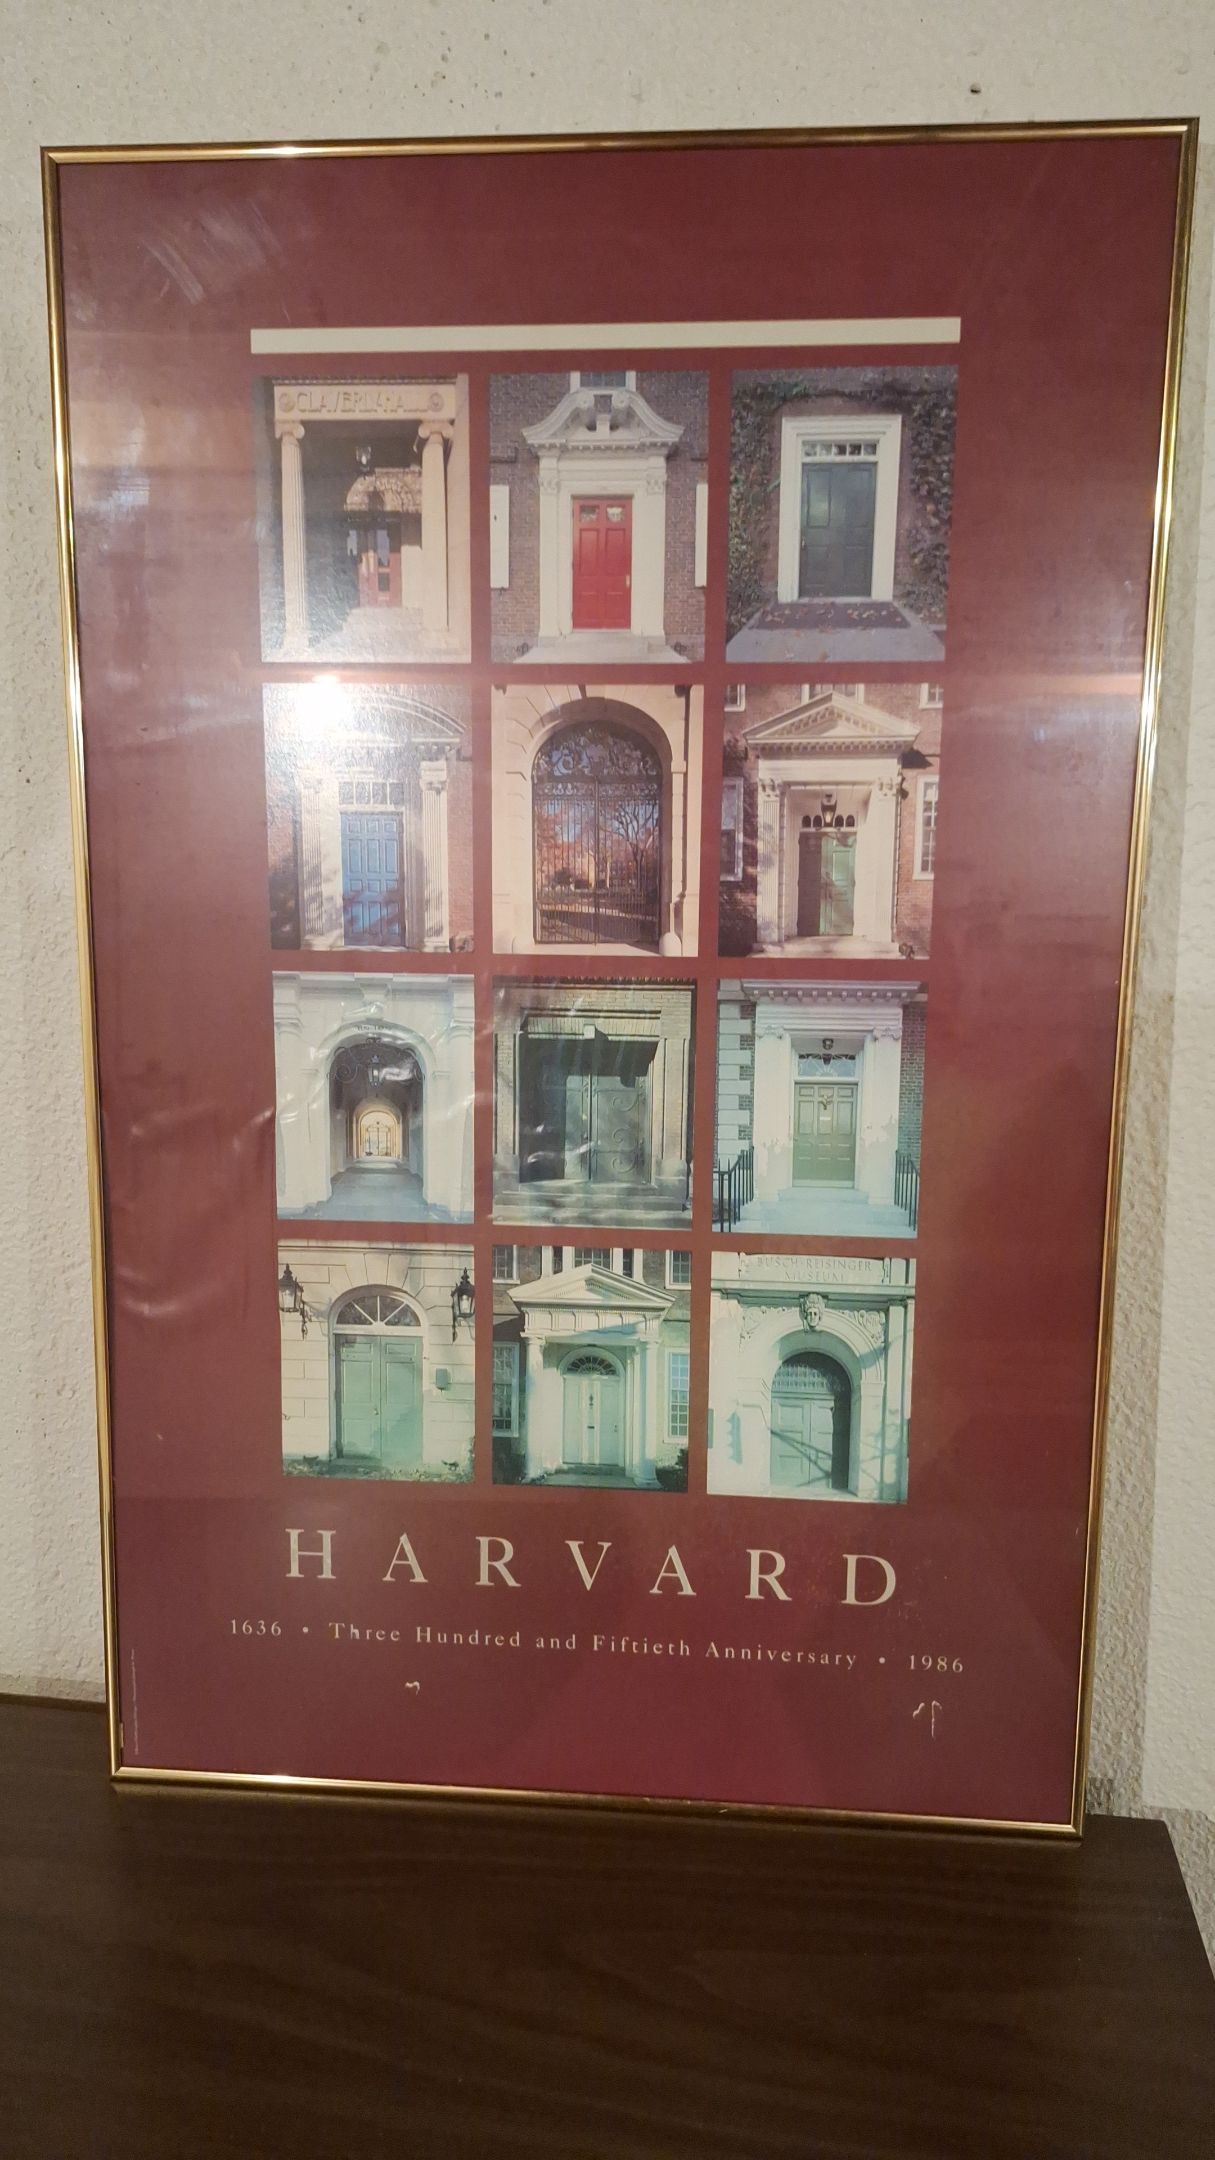 CLAVERLY HALL
BUSCH-REISINGER
MUSEUM
HARVARD
1636 • Three Hundred and Fiftieth Anniversary • 1986